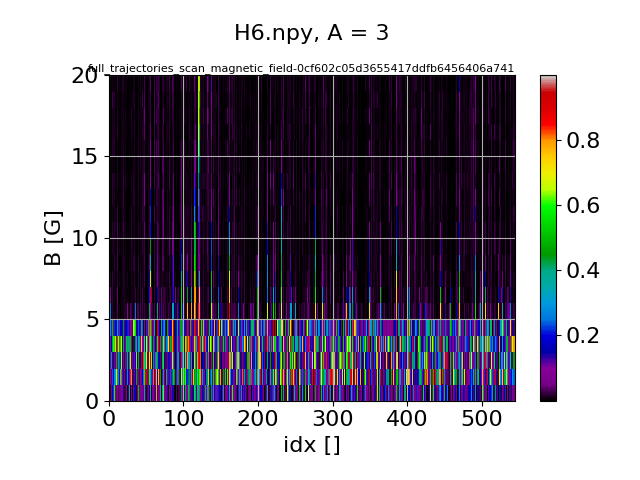 H6.npy, A = 3
full_trajectories_scan_magnetic_field-0cf602c05d3655417ddfb6456406a741
20
15
10
5
0
B [G]
0 100 200 300 400 500
idx []
0.8
0.6
0.4
0.2